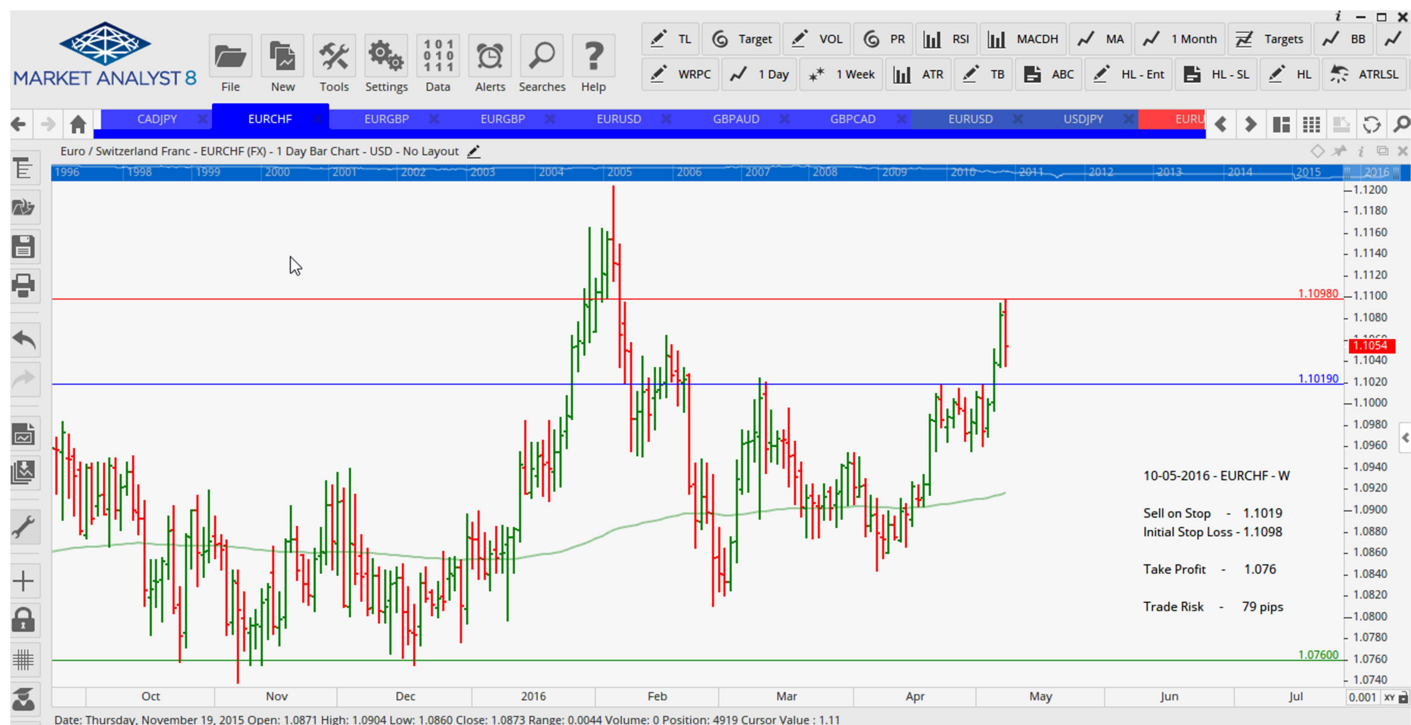 i
TL Target VOL PR RSI MACDH MA 1 Month Targets BB
MARKET ANALYST 8
File New Tools Settings Data Alerts Searches Help
101
010
111
WRPC 1 Day 1 Week ATR TB ABC HL - Ent HL - SL HL ATRLSL
CADJPY EURCHF EURGBP EURGBP EURUSD GBPAUD GBPCAD EURUSD USDJPY EURU
Euro / Switzerland Franc - EURCHF (FX) - 1 Day Bar Chart - USD - No Layout
1996 1998 1999 2000 2001 2002 2003 2004 2005 2006 2007 2008 2009 2010 2011 2012 2013 2014 2015 2016
1.1200
1.1180
1.1160
1.1140
1.1120
1.10980
1.1100
1.1080
1.1054
1.1040
1.10190
1.1020
1.1000
1.0980
1.0960
1.0940
10-05-2016 - EURCHF - W
1.0920
Sell on Stop - 1.1019
1.0900
Initial Stop Loss - 1.1098
1.0880
1.0860
Take Profit - 1.076
1.0840
1.0820
Trade Risk - 79 pips
1.0800
1.0780
1.07600
1.0760
1.0740
Oct Nov Dec 2016 Feb Mar Apr May Jun Jul 0.001 XY
Date: Thursday, November 19, 2015 Open: 1.0871 High: 1.0904 Low: 1.0860 Close: 1.0873 Range: 0.0044 Volume: 0 Position: 4919 Cursor Value : 1.11